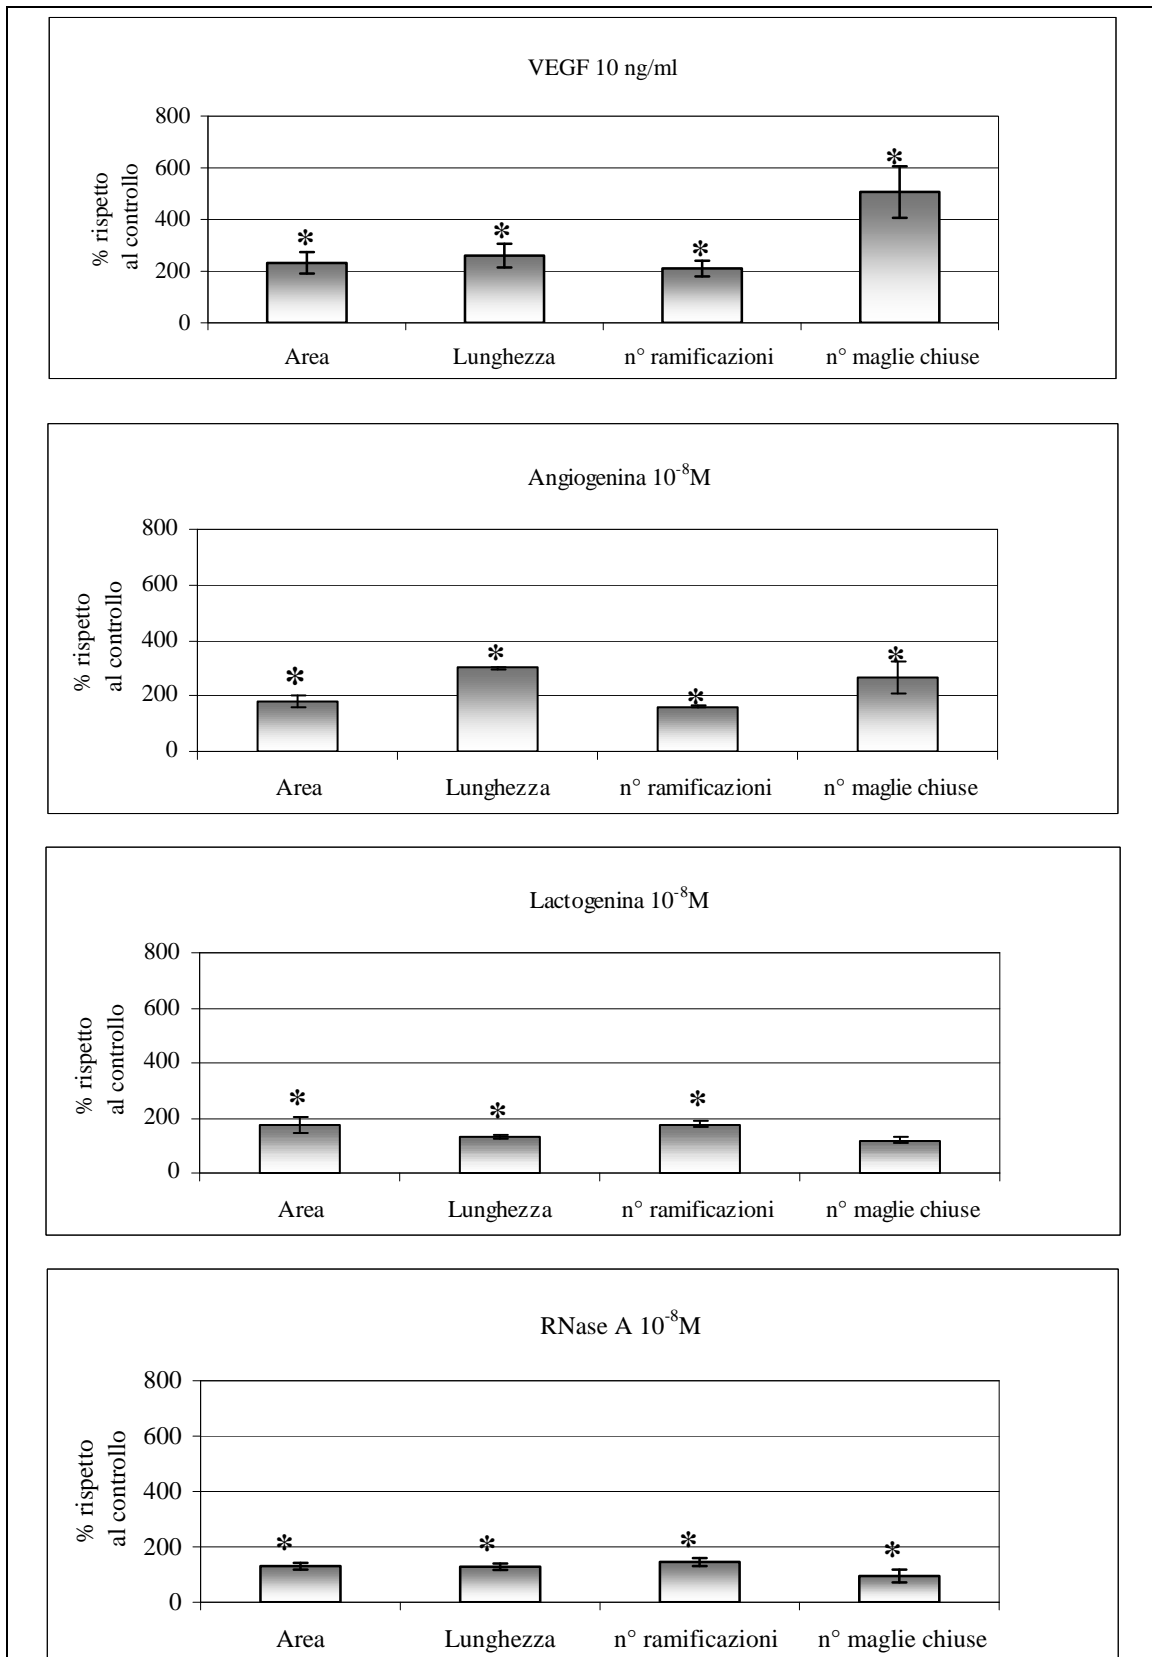 VEGF 10 ng/ml
% rispetto
al controllo
800
600
400
200
0
*
*
*
*
Area
Lunghezza
n° ramificazioni
n° maglie chiuse
Angiogenina 10⁻⁸M
% rispetto
al controllo
800
600
400
200
0
*
*
*
*
Area
Lunghezza
n° ramificazioni
n° maglie chiuse
Lactogenina 10⁻⁸M
% rispetto
al controllo
800
600
400
200
0
*
*
*
Area
Lunghezza
n° ramificazioni
n° maglie chiuse
RNase A 10⁻⁸M
% rispetto
al controllo
800
600
400
200
0
*
*
*
*
Area
Lunghezza
n° ramificazioni
n° maglie chiuse